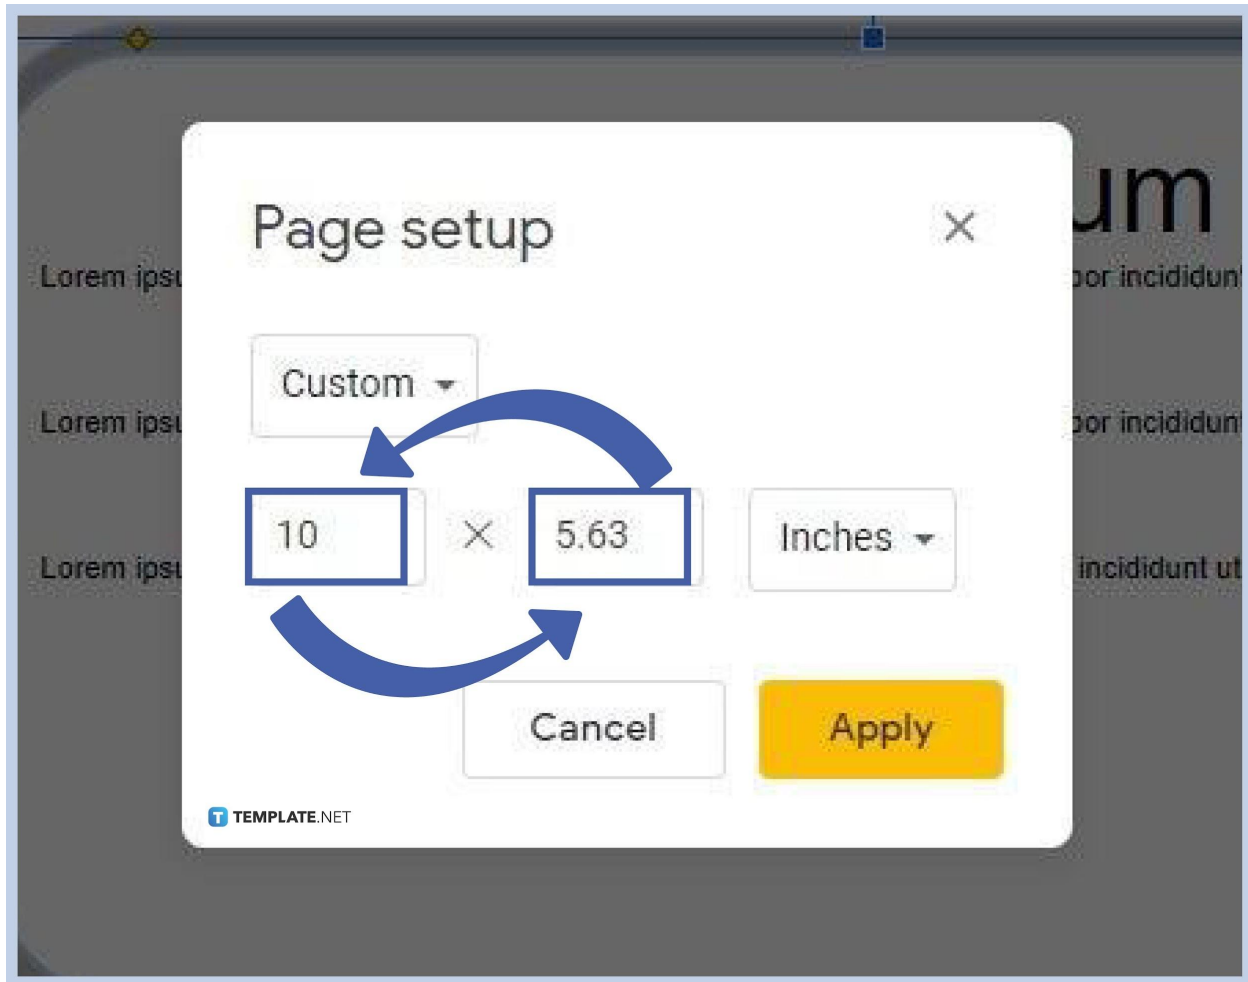 um
Page setup
Lorem ipsu
por incididunt
Custom
Lorem ipsu
por incididunt
10 × 5.63 Inches
Lorem ipsu
incididunt ut
Cancel Apply
T TEMPLATE.NET